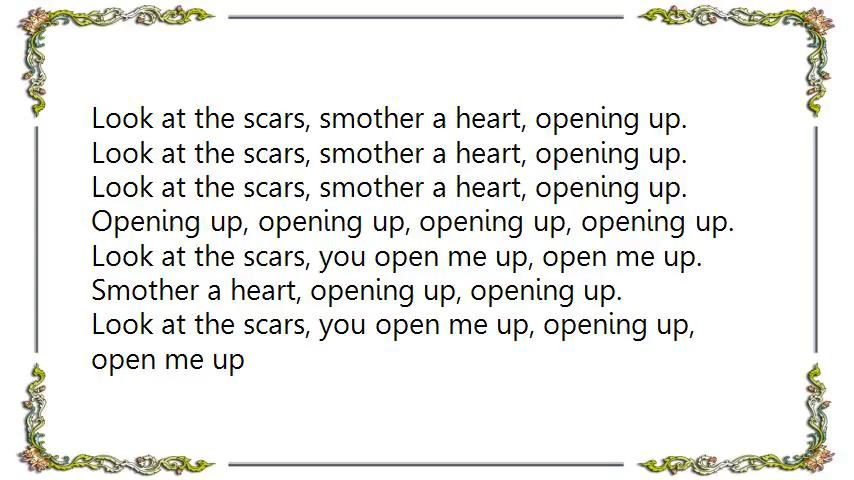 Look at the scars, smother a heart, opening up.
Look at the scars, smother a heart, opening up.
Look at the scars, smother a heart, opening up.
Opening up, opening up, opening up, opening up.
Look at the scars, you open me up, open me up.
Smother a heart, opening up, opening up.
Look at the scars, you open me up, opening up,
open me up